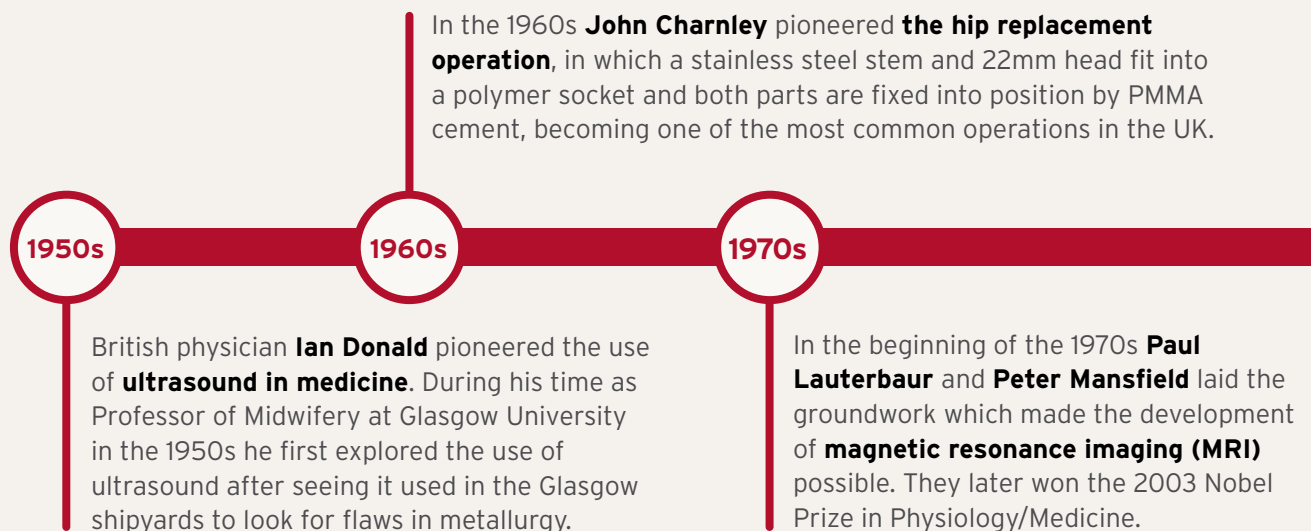 In the 1960s John Charnley pioneered the hip replacement
operation, in which a stainless steel stem and 22mm head fit into
a polymer socket and both parts are fixed into position by PMMA
cement, becoming one of the most common operations in the UK.
1950s
1960s
1970s
British physician Ian Donald pioneered the use
of ultrasound in medicine. During his time as
Professor of Midwifery at Glasgow University
in the 1950s he first explored the use of
ultrasound after seeing it used in the Glasgow
shipyards to look for flaws in metallurgy.
In the beginning of the 1970s Paul
Lauterbaur and Peter Mansfield laid the
groundwork which made the development
of magnetic resonance imaging (MRI)
possible. They later won the 2003 Nobel
Prize in Physiology/Medicine.